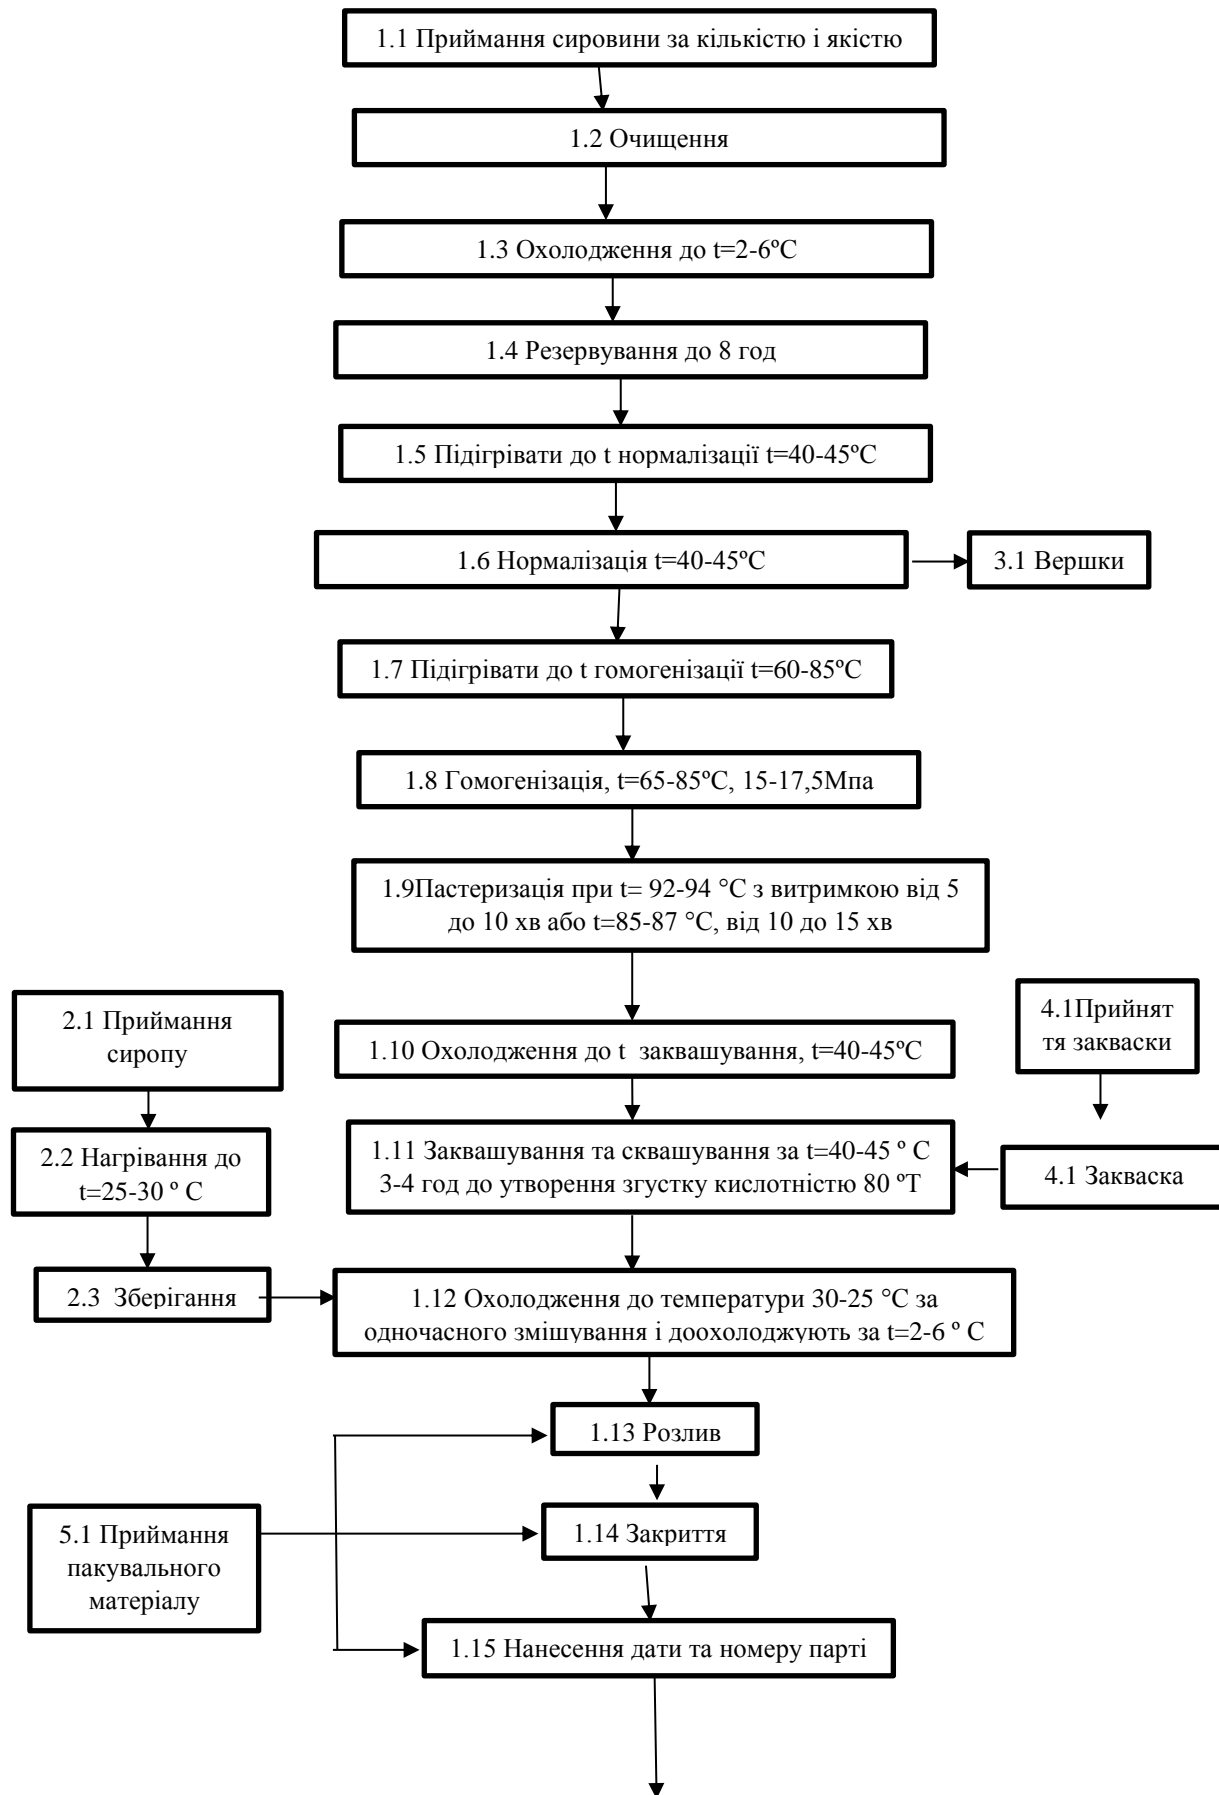 1.1 Приймання сировини за кількістю і якістю
1.2 Очищення
1.3 Охолодження до t=2-6ºС
1.4 Резервування до 8 год
1.5 Підігрівати до t нормалізації t=40-45ºС
1.6 Нормалізація t=40-45ºС
3.1 Вершки
1.7 Підігрівати до t гомогенізації t=60-85ºС
1.8 Гомогенізація, t=65-85ºС, 15-17,5Мпа
1.9Пастеризація при t= 92-94 °С з витримкою від 5
до 10 хв або t=85-87 °С, від 10 до 15 хв
2.1 Приймання
сиропу
1.10 Охолодження до t  заквашування, t=40-45ºС
4.1Прийнят
тя закваски
2.2 Нагрівання до
t=25-30 º С
1.11 Заквашування та сквашування за t=40-45 º С
3-4 год до утворення згустку кислотністю 80 ºТ
4.1 Закваска
2.3  Зберігання
1.12 Охолодження до температури 30-25 °С за
одночасного змішування і доохолоджують за t=2-6 º С
1.13 Розлив
5.1 Приймання
пакувального
матеріалу
1.14 Закриття
1.15 Нанесення дати та номеру парті